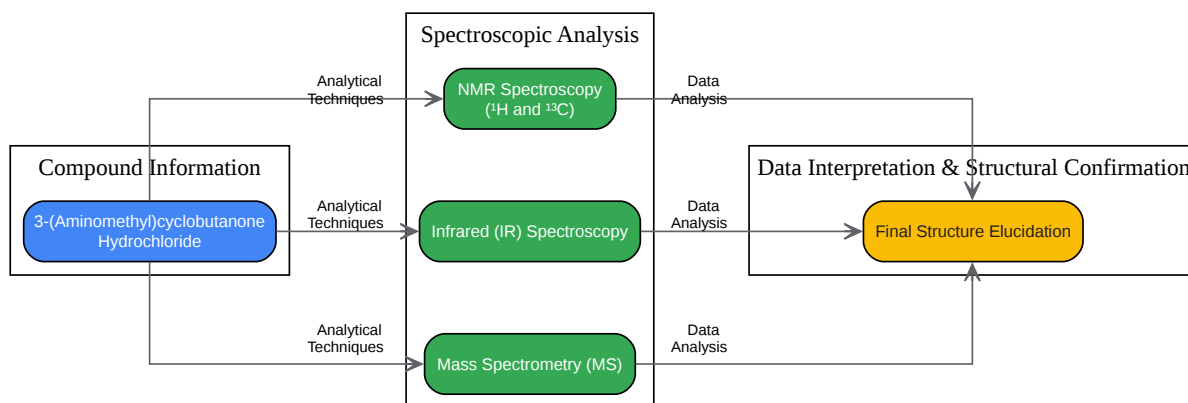 Spectroscopic Analysis
Analytical
Techniques
NMR Spectroscopy
(¹H and ¹³C)
Data
Analysis
Compound Information
3-(Aminomethyl)cyclobutanone
Hydrochloride
Analytical
Techniques
Infrared (IR) Spectroscopy
Data
Analysis
Data Interpretation & Structural Confirmation
Final Structure Elucidation
Analytical
Techniques
Mass Spectrometry (MS)
Data
Analysis